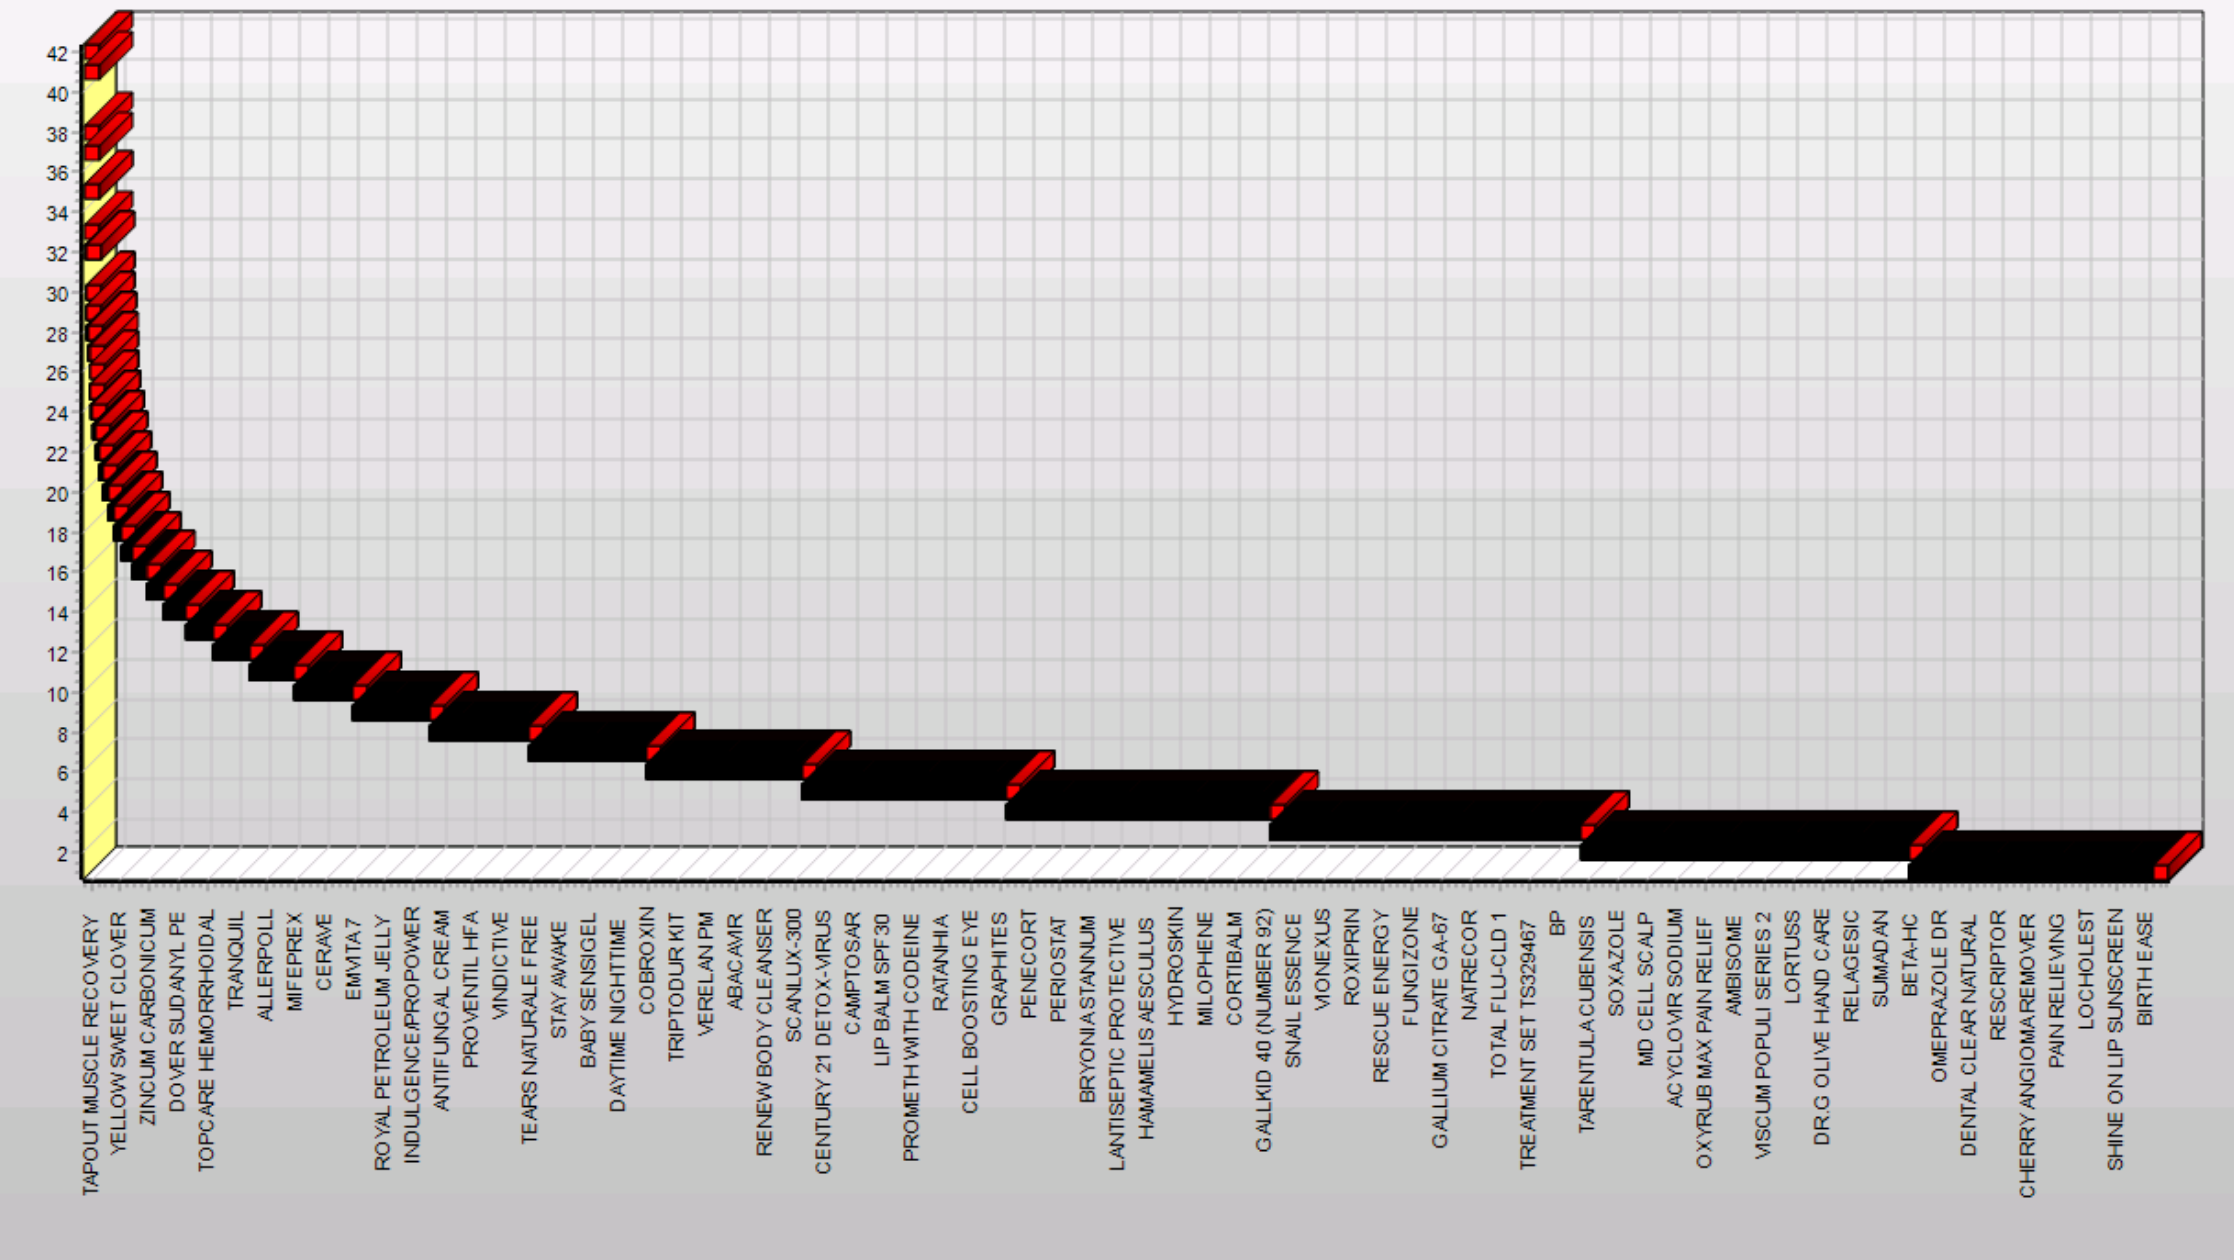 42
40
38
36
34
32
30
28
26
24
22
20
18
16
14
12
10
8
6
4
2
TAPOUT MUSCLE RECOVERY
YELLOW SWEET CLOVER
ZINCUM CARBONICUM
DOVER SUDANYL PE
TOPCARE HEMORRHOIDAL
TRANQUIL
ALLERPOLL
MIFEPREX
CERAVE
EMVITA 7
ROYAL PETROLEUM JELLY
INDULGENCE/PROPOWER
ANTIFUNGAL CREAM
PROVENTIL HFA
VINDICTIVE
TEARS NATURALE FREE
STAY AWAKE
BABY SENSIGEL
DAYTIME NIGHTTIME
COBROXIN
TRIPTODUR KIT
VERELAN PM
ABACAVIR
RENEW BODY CLEANSER
SCANLUX-300
CENTURY 21 DETOX-VIRUS
CAMPTOSAR
LIP BALM SPF30
PROMETH WITH CODEINE
RATANHIA
CELL BOOSTING EYE
GRAPHITES
PENECORT
PERIOSTAT
BRYONIA STANNUM
LANTISEPTIC PROTECTIVE
HAMAMELIS AESCULUS
HYDROSKIN
MILOPHENE
CORTIBALM
GALLKID 40 (NUMBER 92)
SNAIL ESSENCE
VIONEXUS
ROXIPRIN
RESCUE ENERGY
FUNGIZONE
GALLIUM CITRATE GA-67
NATRECOR
TOTAL FLU-CLD 1
TREATMENT SET TS329467
BP
TARENTULA CUBENSIS
SOXAZOLE
MD CELL SCALP
ACYCLOVIR SODIUM
OXYRUB MAX PAIN RELIEF
AMBISOME
VISCUM POPULI SERIES 2
LORTUSS
DR.G OLIVE HAND CARE
RELAGESIC
SUMADAN
BETA-HC
OMEPRAZOLE DR
DENTAL CLEAR NATURAL
RESCRIPTOR
CHERRY ANGIOMA REMOVER
PAIN RELIEVING
LOCHOLEST
SHINE ON LIP SUNSCREEN
BIRTH EASE